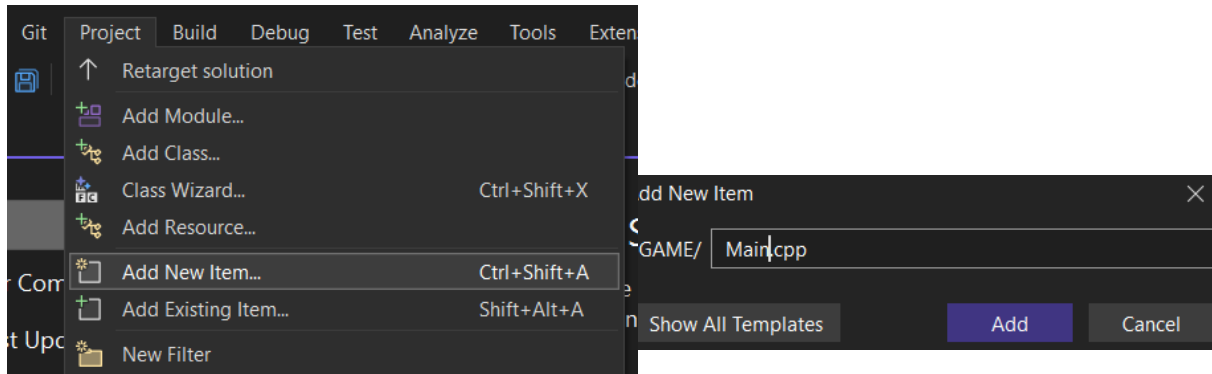 Git Project Build Debug Test Analyze Tools Exten
Retarget solution
Add Module...
Add Class...
Class Wizard... Ctrl+Shift+X
Add Resource...
Add New Item... Ctrl+Shift+A
Add Existing Item... Shift+Alt+A
New Filter
r Com
t Upd
dd New Item
GAME/ Main.cpp
Show All Templates Add Cancel